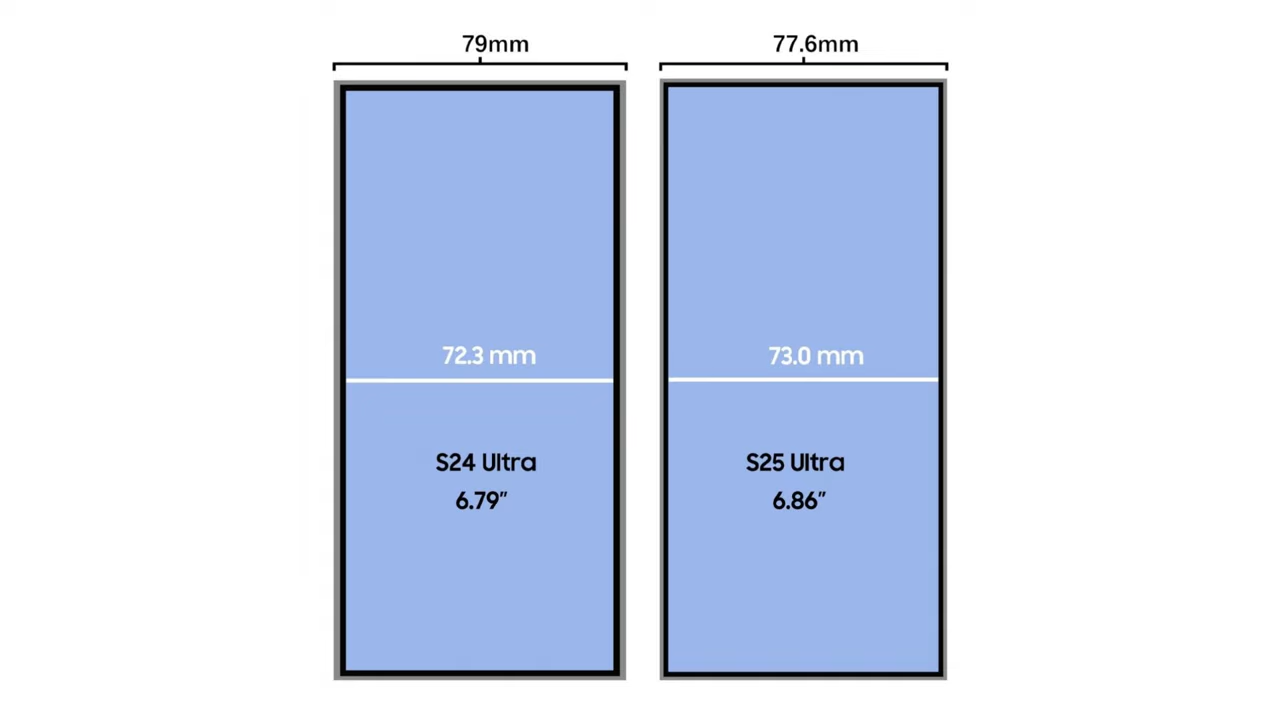 79mm
72.3 mm
S24 Ultra
6.79”
77.6mm
73.0 mm
S25 Ultra
6.86”